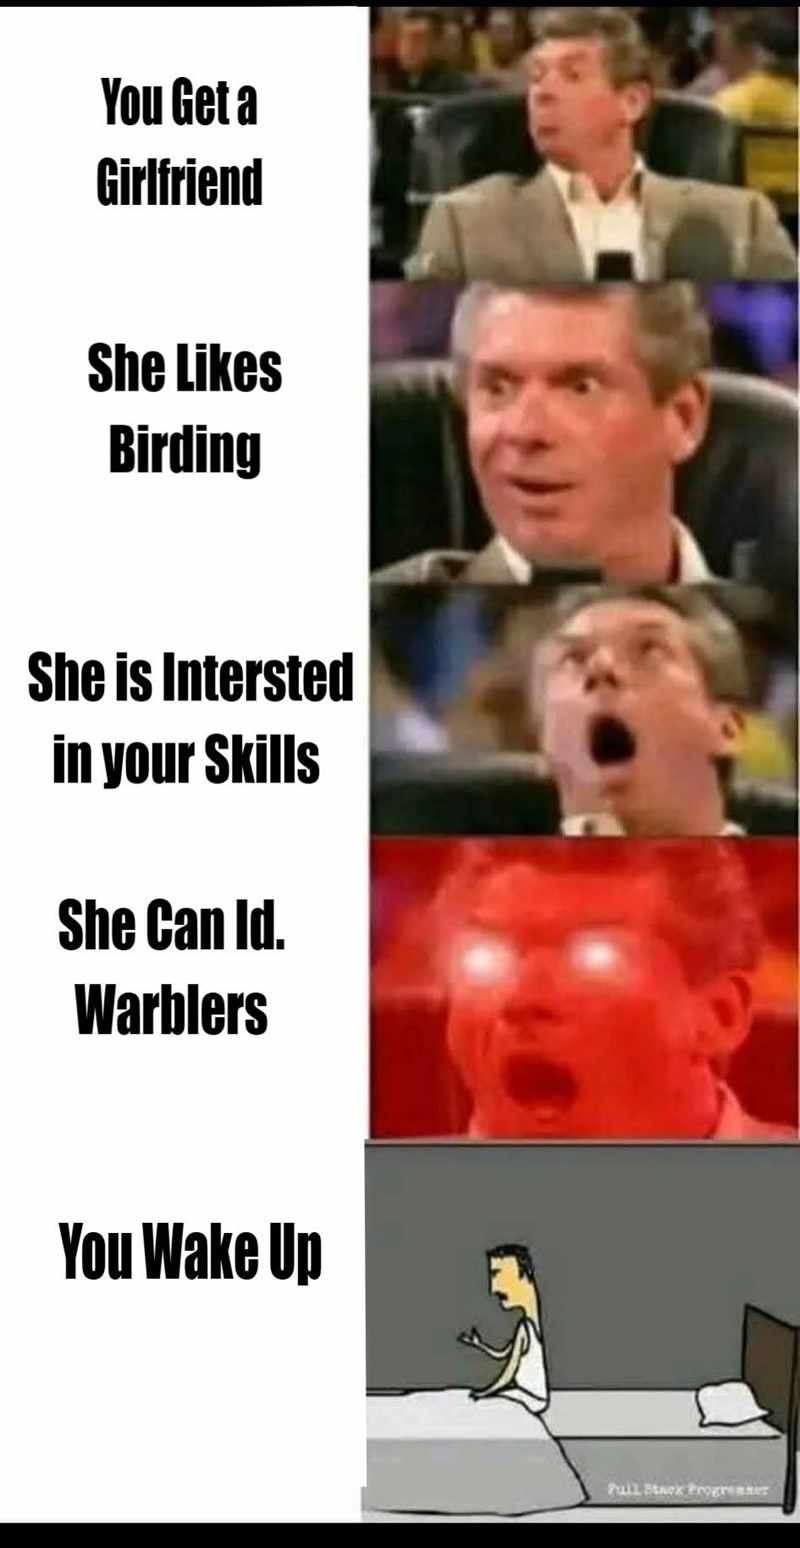 You Get a
Girlfriend
She Likes
Birding
She is Intersted
in your Skills
She Can Id.
Warblers
You Wake Up
Full Stack Programmer